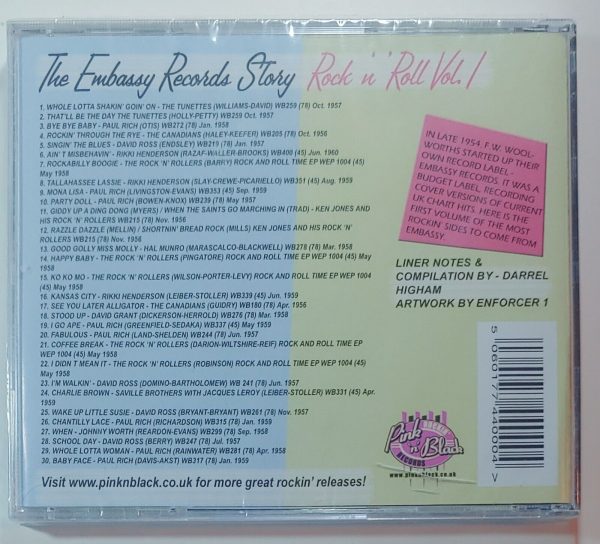 The Embassy Records Story Rock 'n' Roll Vol. 1
1. WHOLE LOTTA SHAKIN' GOIN' ON - THE TUNETTES (WILLIAMS-DAVID) WB259 (78) Oct. 1957
2. THAT'LL BE THE DAY THE TUNETTES (HOLLY-PETTY) WB259 Oct. 1957
3. BYE BYE BABY - PAUL RICH (OTIS) WB272 (78) Jan. 1958
4. ROCKIN' THROUGH THE RYE - THE CANADIANS (HALEY-KEEFER) WB205 (78) Oct. 1956
5. SINGIN' THE BLUES - DAVID ROSS (ENDSLEY) WB219 (78) Jan. 1957
6. AIN'T MISBEHAVIN' - RIKKI HENDERSON (RAZAF-WALLER-BROOKS) WB400 (45) Jun. 1960
7. ROCKABILLY BOOGIE - THE ROCK 'N' ROLLERS (BARRY) ROCK AND ROLL TIME EP WEP 1004 (45)
May 1958
8. TALLAHASSEE LASSIE - RIKKI HENDERSON (SLAY-CREWE-PICARIELLO) WB351 (45) Aug. 1959
9. MONA LISA - PAUL RICH (LIVINGSTON-EVANS) WB353 (45) Sep. 1959
10. PARTY DOLL - PAUL RICH (BOWEN-KNOX) WB239 (78) May 1957
11. GIDDY UP A DING DONG (MYERS) / WHEN THE SAINTS GO MARCHING IN (TRAD) - KEN JONES AND
HIS ROCK 'N' ROLLERS WB215 (78) Nov. 1956
12. RAZZLE DAZZLE (MELLIN) / SHORTNIN' BREAD ROCK (MILLS) KEN JONES AND HIS ROCK 'N'
ROLLERS WB215 (78) Nov. 1956
13. GOOD GOLLY MISS MOLLY - HAL MUNRO (MARASCALCO-BLACKWELL) WB278 (78) Mar. 1958
14. HAPPY BABY - THE ROCK 'N' ROLLERS (PINGATORE) ROCK AND ROLL TIME EP WEP 1004 (45) May
1958
15. KO KO MO - THE ROCK 'N' ROLLERS (WILSON-PORTER-LEVY) ROCK AND ROLL TIME EP WEP 1004
(45) May 1958
16. KANSAS CITY - RIKKI HENDERSON (LEIBER-STOLLER) WB339 (45) Jun. 1959
17. SEE YOU LATER ALLIGATOR - THE CANADIANS (GUIDRY) WB180 (78) Apr. 1956
18. STOOD UP - DAVID GRANT (DICKERSON-HERROLD) WB276 (78) Mar. 1958
19. I GO APE - PAUL RICH (GREENFIELD-SEDAKA) WB337 (45) May 1959
20. FABULOUS - PAUL RICH (LAND-SHELDEN) WB244 (78) Jun. 1957
21. COFFEE BREAK - THE ROCK 'N' ROLLERS (DARION-WILTSHIRE-REIF) ROCK AND ROLL TIME EP
WEP 1004 (45) May 1958
22. I DIDN T MEAN IT - THE ROCK 'N' ROLLERS (ROBINSON) ROCK AND ROLL TIME EP WEP 1004 (45)
May 1958
23. I'M WALKIN' - DAVID ROSS (DOMINO-BARTHOLOMEW) WB 241 (78) Jun. 1957
24. CHARLIE BROWN - SAVILLE BROTHERS WITH JACQUES LEROY (LEIBER-STOLLER) WB331 (45) Apr.
1959
25. WAKE UP LITTLE SUSIE - DAVID ROSS (BRYANT-BRYANT) WB261 (78) Nov. 1957
26. CHANTILLY LACE - PAUL RICH (RICHARDSON) WB315 (78) Jan. 1959
27. WHEN - JOHNNY WORTH (REARDON-EVANS) WB299 (78) Sep. 1958
28. SCHOOL DAY - DAVID ROSS (BERRY) WB247 (78) Jul. 1957
29. WHOLE LOTTA WOMAN - PAUL RICH (RAINWATER) WB281 (78) Apr. 1958
30. BABY FACE - PAUL RICH (DAVIS-AKST) WB317 (78) Jan. 1959
Visit www.pinknblack.co.uk for more great rockin' releases!
IN LATE 1954, F.W. WOOL-
WORTHS STARTED UP THEIR
OWN RECORD LABEL -
EMBASSY RECORDS. IT WAS A
BUDGET LABEL, RECORDING
COVER VERSIONS OF CURRENT
UK CHART HITS. HERE IS THE
FIRST VOLUME OF THE MOST
ROCKIN' SIDES TO COME FROM
EMBASSY.
LINER NOTES &
COMPILATION BY - DARREL
HIGHAM
ARTWORK BY ENFORCER 1
Pink 'n' Black
RECORDS
www.pinknblack.co.uk
5060177440004 >